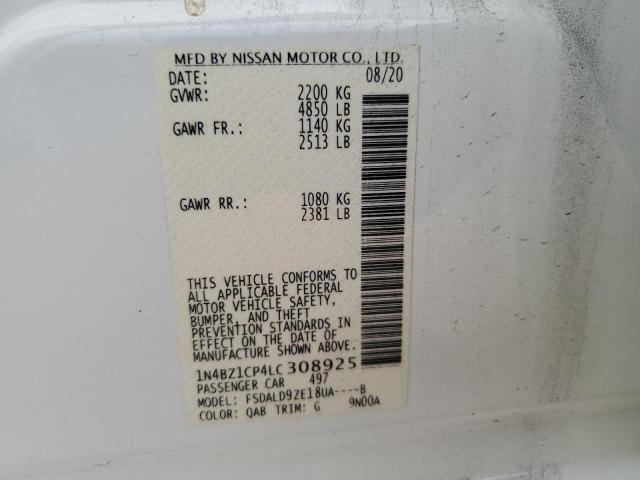 MFD BY NISSAN MOTOR CO., LTD.
DATE: 08/20
GVWR: 2200 KG
4850 LB
GAWR FR.: 1140 KG
2513 LB
GAWR RR.: 1080 KG
2381 LB
THIS VEHICLE CONFORMS TO
ALL APPLICABLE FEDERAL
MOTOR VEHICLE SAFETY,
BUMPER, AND THEFT
PREVENTION STANDARDS IN
EFFECT ON THE DATE OF
MANUFACTURE SHOWN ABOVE.
1N4BZ1CP4LC308925
PASSENGER CAR 497
MODEL: FSDALD9ZE18UA----B
COLOR: QAB TRIM: G 9N00A